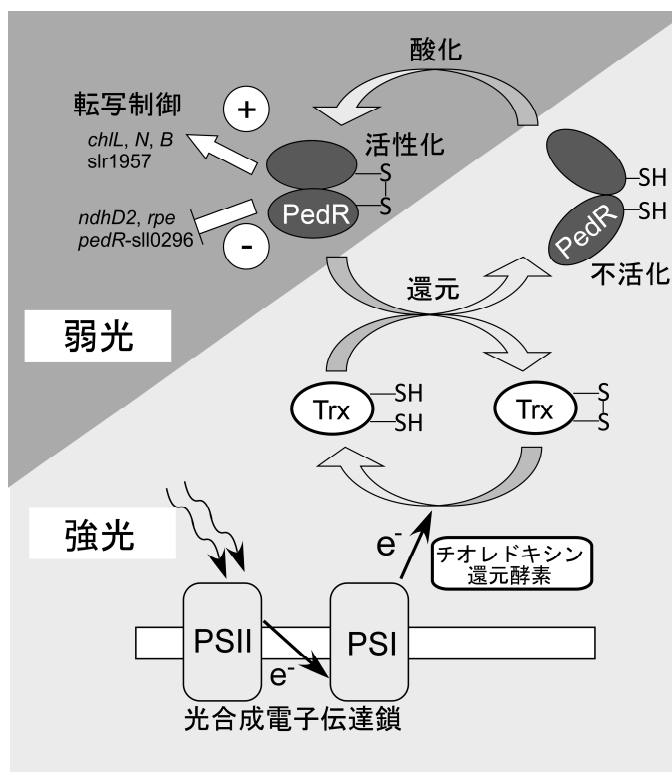 酸化
転写制御
+
chlL, N, B
slr1957
活性化
S
S
PedR
ndhD2, rpe
pedR-sll0296
-
SH
SH
PedR
不活化
還元
弱光
Trx
SH
SH
Trx
S
S
強光
e-
チオレドキシン
還元酵素
PSII
PSI
e-
光合成電子伝達鎖